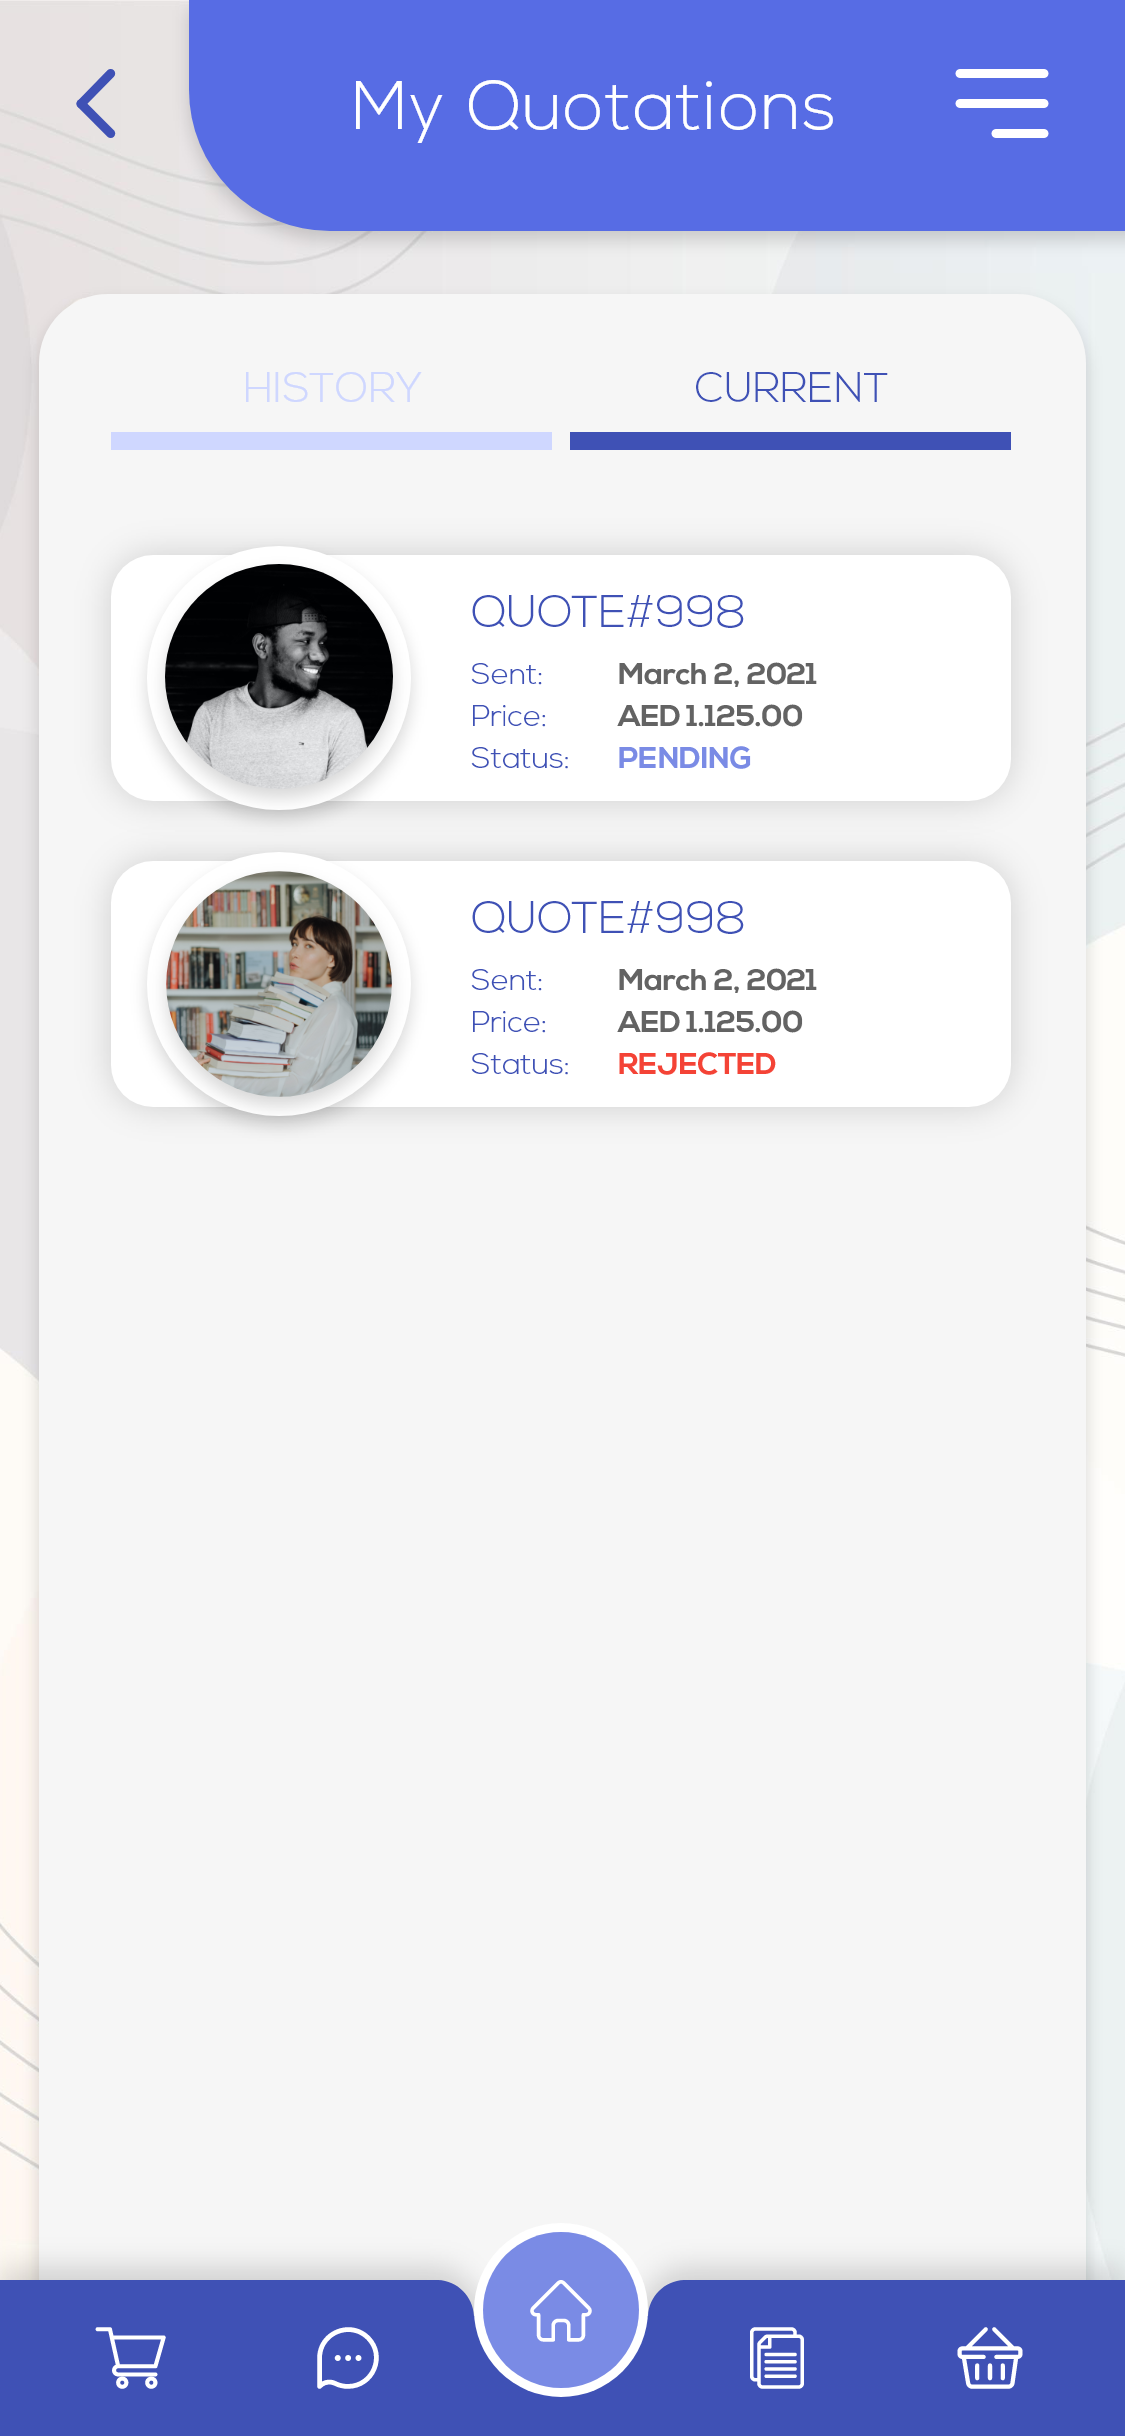 My Quotations
HISTORY
CURRENT
QUOTE#998
Sent: March 2, 2021
Price: AED 1.125.00
Status: PENDING
QUOTE#998
Sent: March 2, 2021
Price: AED 1.125.00
Status: REJECTED